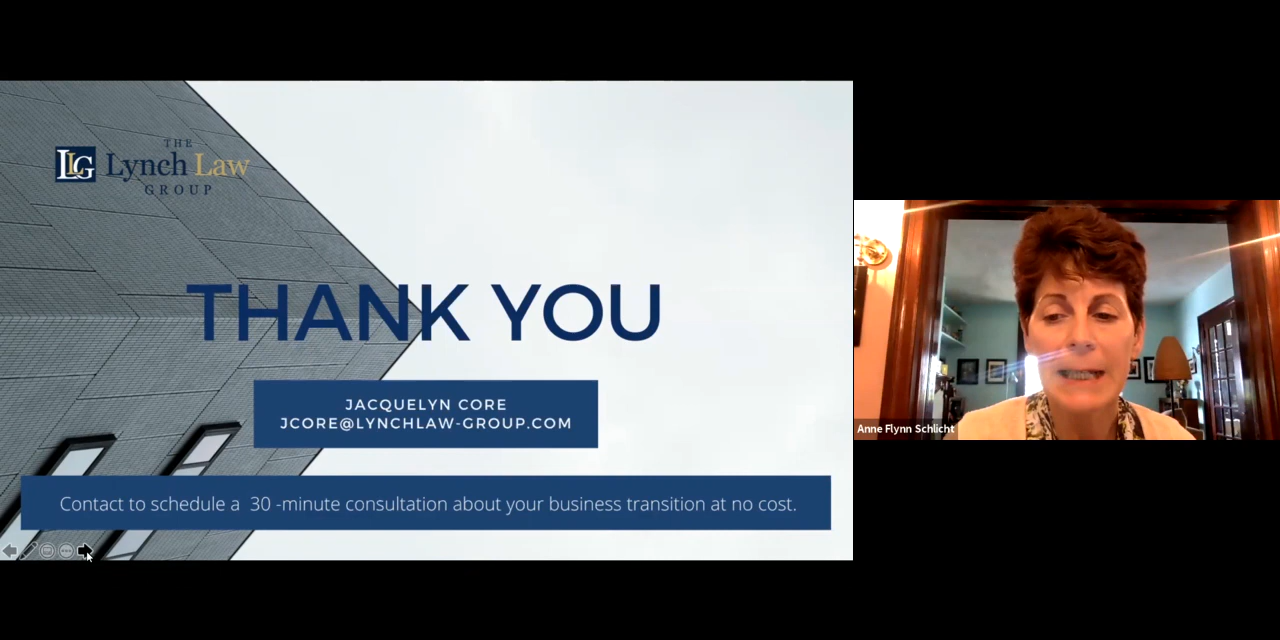 THE
LLG Lynch Law
GROUP
THANK YOU
JACQUELYN CORE
JCORE@LYNCHLAW-GROUP.COM
Contact to schedule a 30 -minute consultation about your business transition at no cost.
Anne Flynn Schlicht